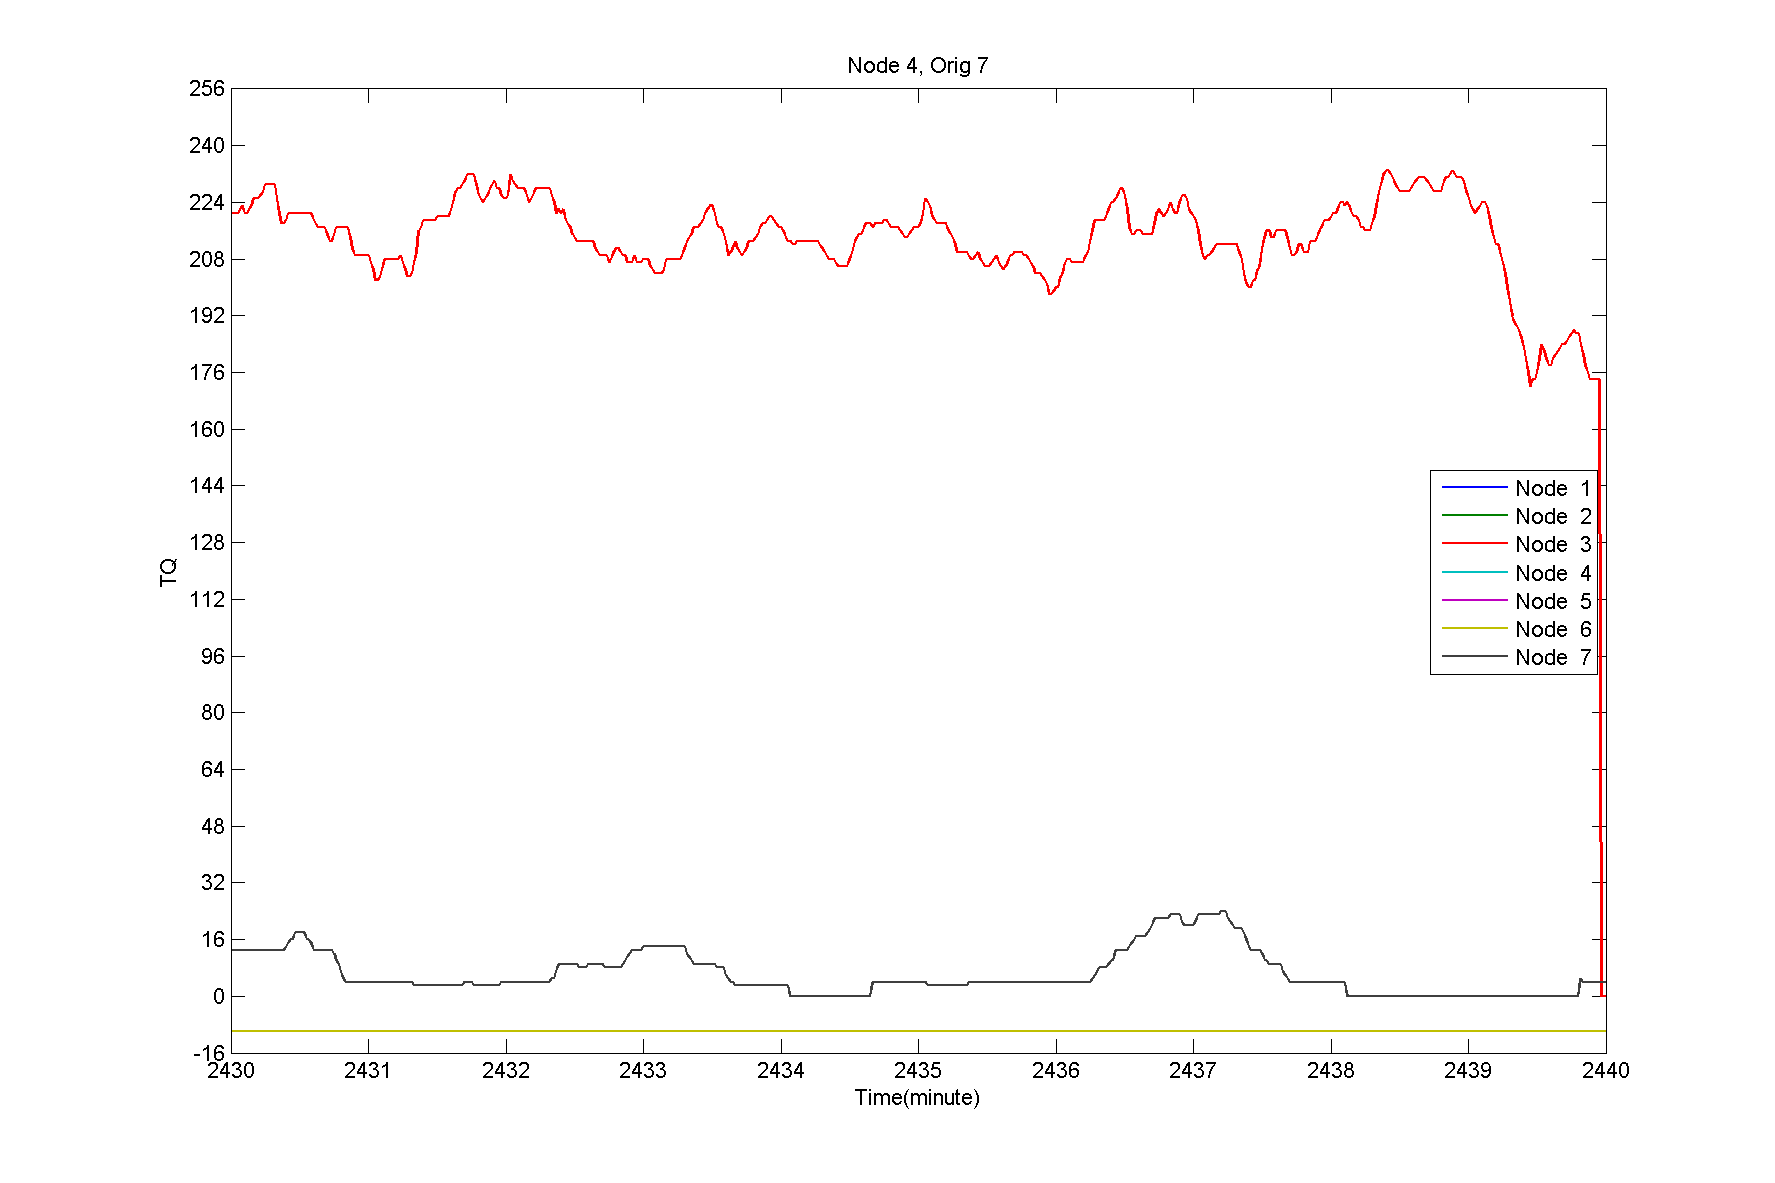 Node 4, Orig 7
256
240
224
208
192
176
160
144
128
112
96
80
64
48
32
16
0
-16
TQ
Node 1
Node 2
Node 3
Node 4
Node 5
Node 6
Node 7
2430 2431 2432 2433 2434 2435 2436 2437 2438 2439 2440
Time(minute)